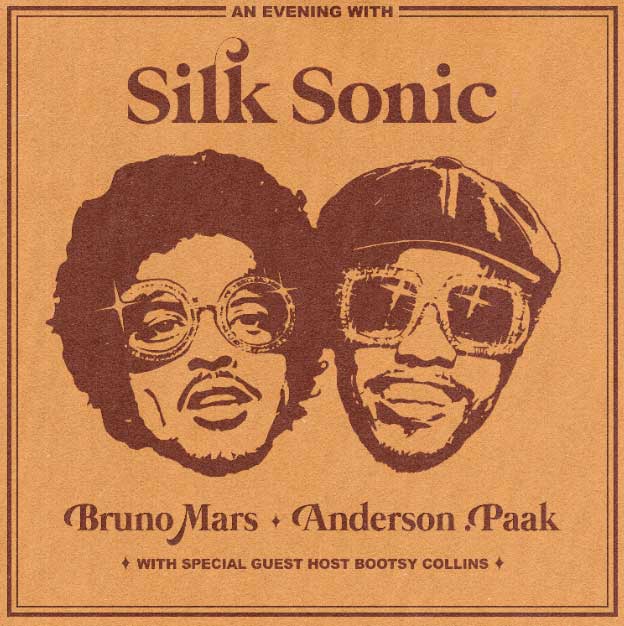 AN EVENING WITH
Silk Sonic
Bruno Mars ✦ Anderson .Paak
✦ WITH SPECIAL GUEST HOST BOOTSY COLLINS ✦